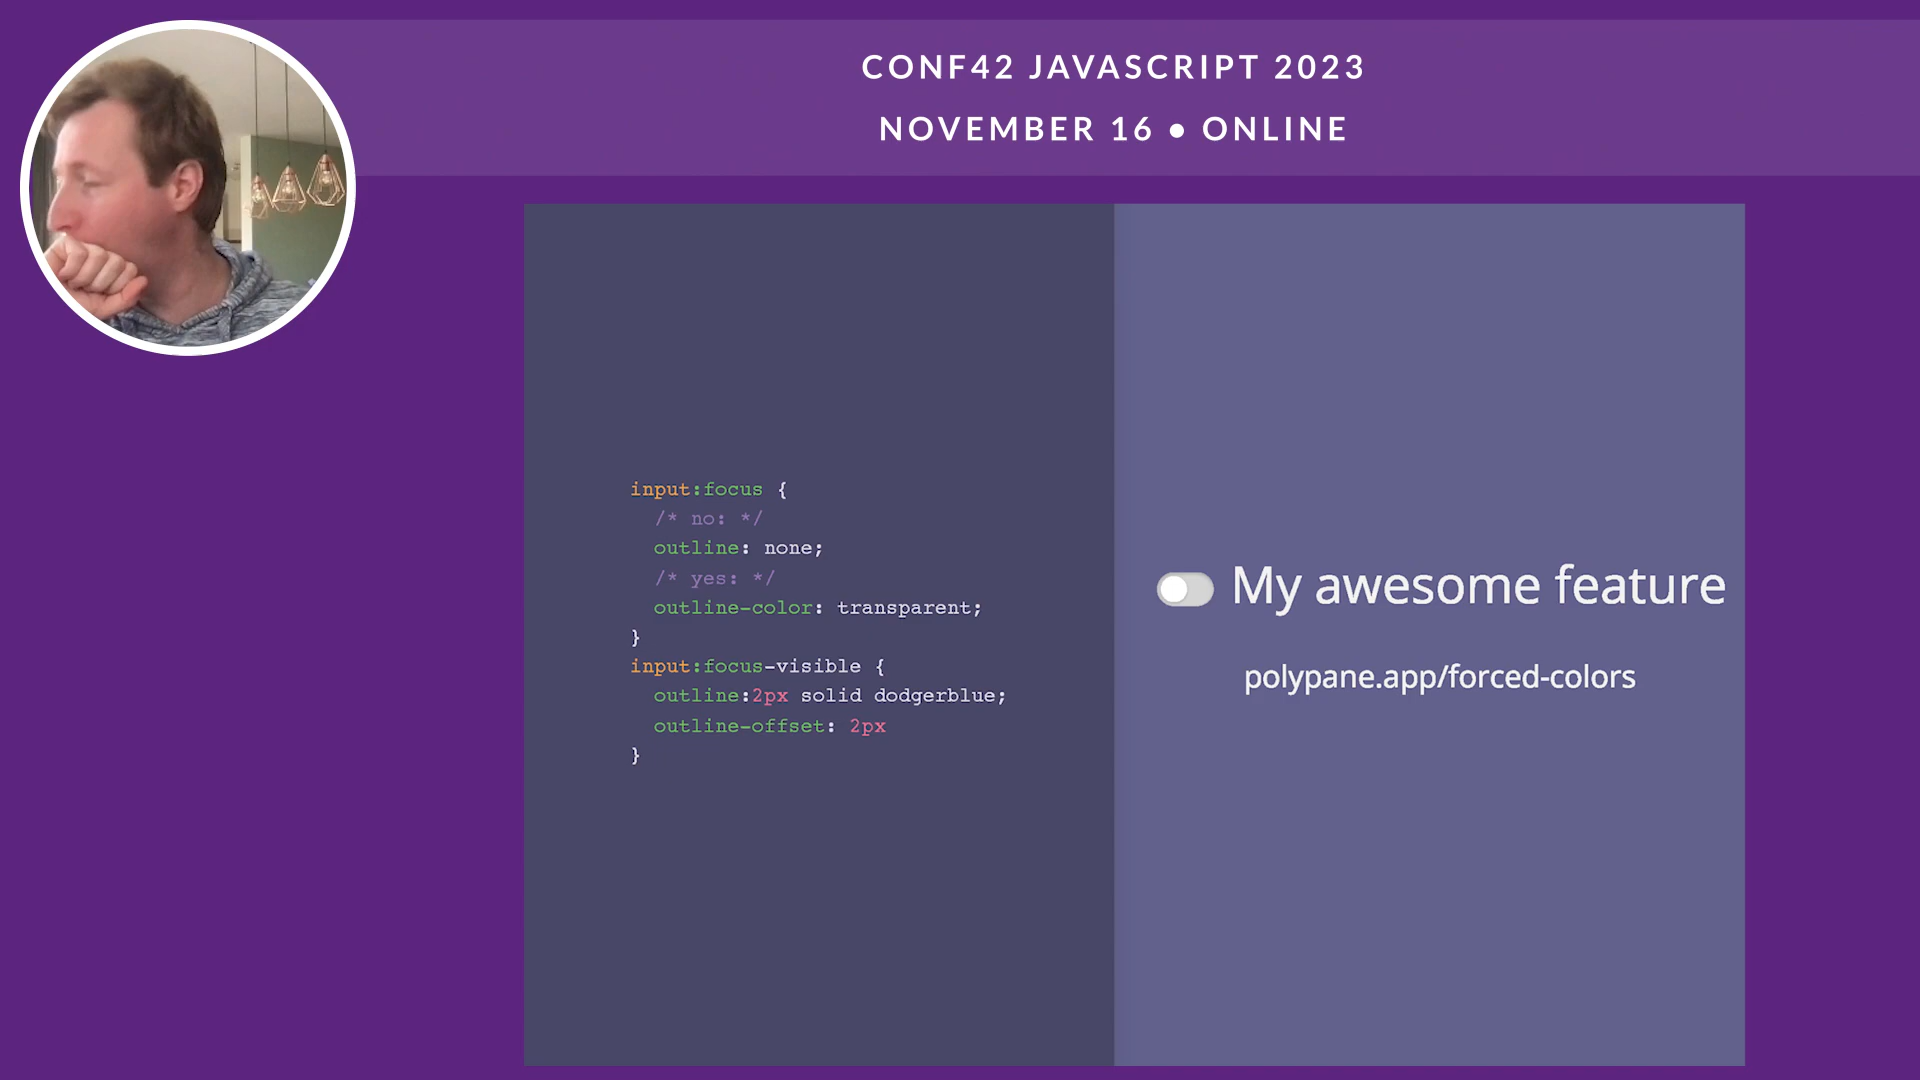 CONF42 JAVASCRIPT 2023
NOVEMBER 16 • ONLINE
input:focus {
/* no: */
outline: none;
/* yes: */
outline-color: transparent;
}
input:focus-visible {
outline:2px solid dodgerblue;
outline-offset: 2px
}
My awesome feature
polypane.app/forced-colors